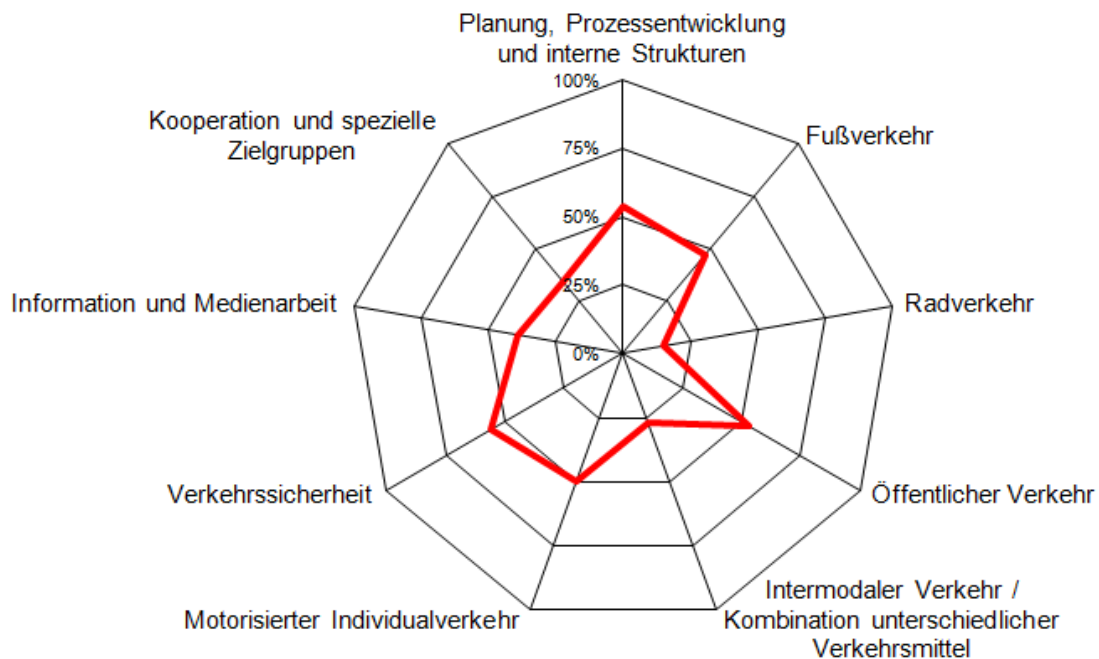 Planung, Prozessentwicklung
und interne Strukturen
100%
Kooperation und spezielle
Zielgruppen
Fußverkehr
75%
50%
25%
Information und Medienarbeit
Radverkehr
0%
Verkehrssicherheit
Öffentlicher Verkehr
Motorisierter Individualverkehr
Intermodaler Verkehr /
Kombination unterschiedlicher
Verkehrsmittel